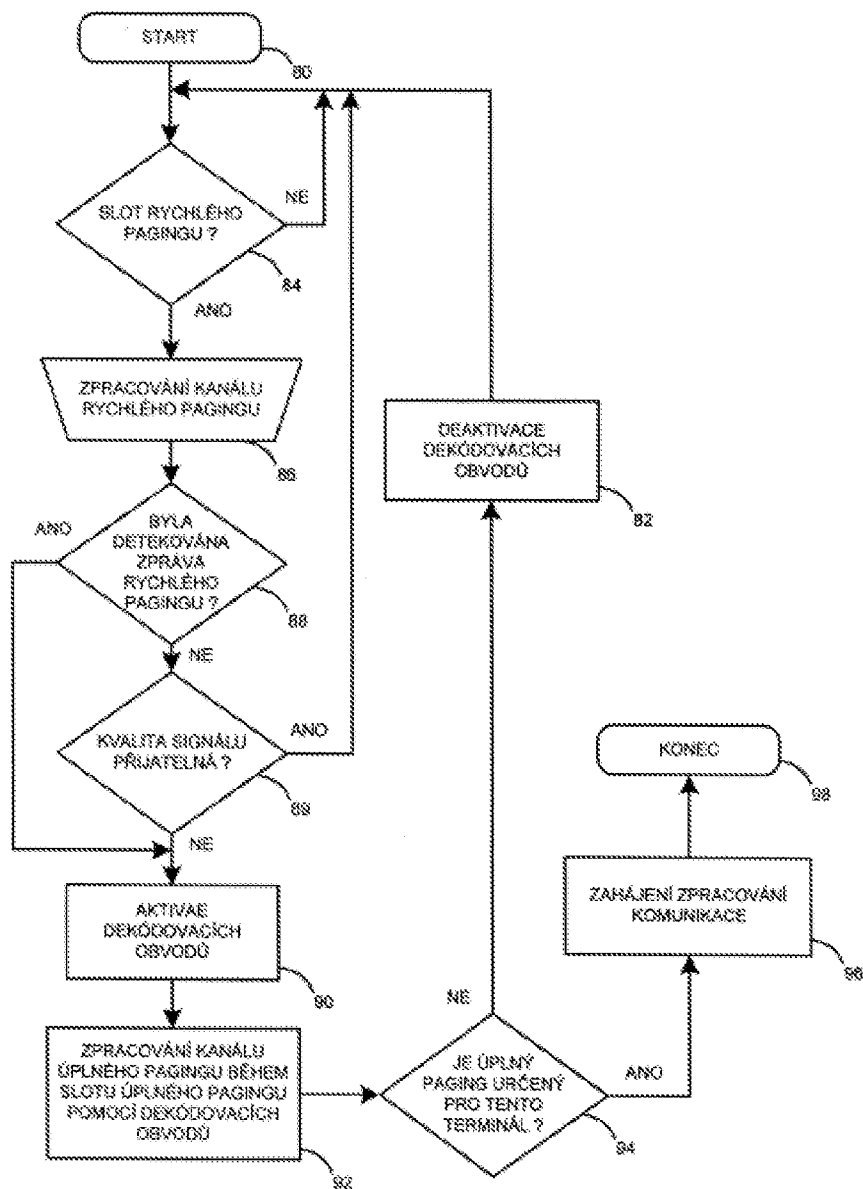 START
80
SLOT RYCHLÉHO
PAGINGU ?
NE
84
ANO
ZPRACOVÁNÍ KANÁLU
RYCHLÉHO PAGINGU
86
DEAKTIVACE
DEKÓDOVACÍCH
OBVODŮ
82
ANO
BYLA
DETEKOVÁNA
ZPRÁVA
RYCHLÉHO
PAGINGU ?
88
NE
KVALITA SIGNÁLU
PŘIJATELNÁ ?
ANO
89
NE
KONEC
98
AKTIVAE
DEKÓDOVACÍCH
OBVODŮ
90
ZAHÁJENÍ ZPRACOVÁNÍ
KOMUNIKACE
96
ZPRACOVÁNÍ KANÁLU
ÚPLNÉHO PAGINGU BĚHEM
SLOTU ÚPLNÉHO PAGINGU
POMOCÍ DEKÓDOVACÍCH
OBVODŮ
92
NE
JE ÚPLNÝ
PAGING URČENÝ
PRO TENTO
TERMINÁL ?
ANO
94